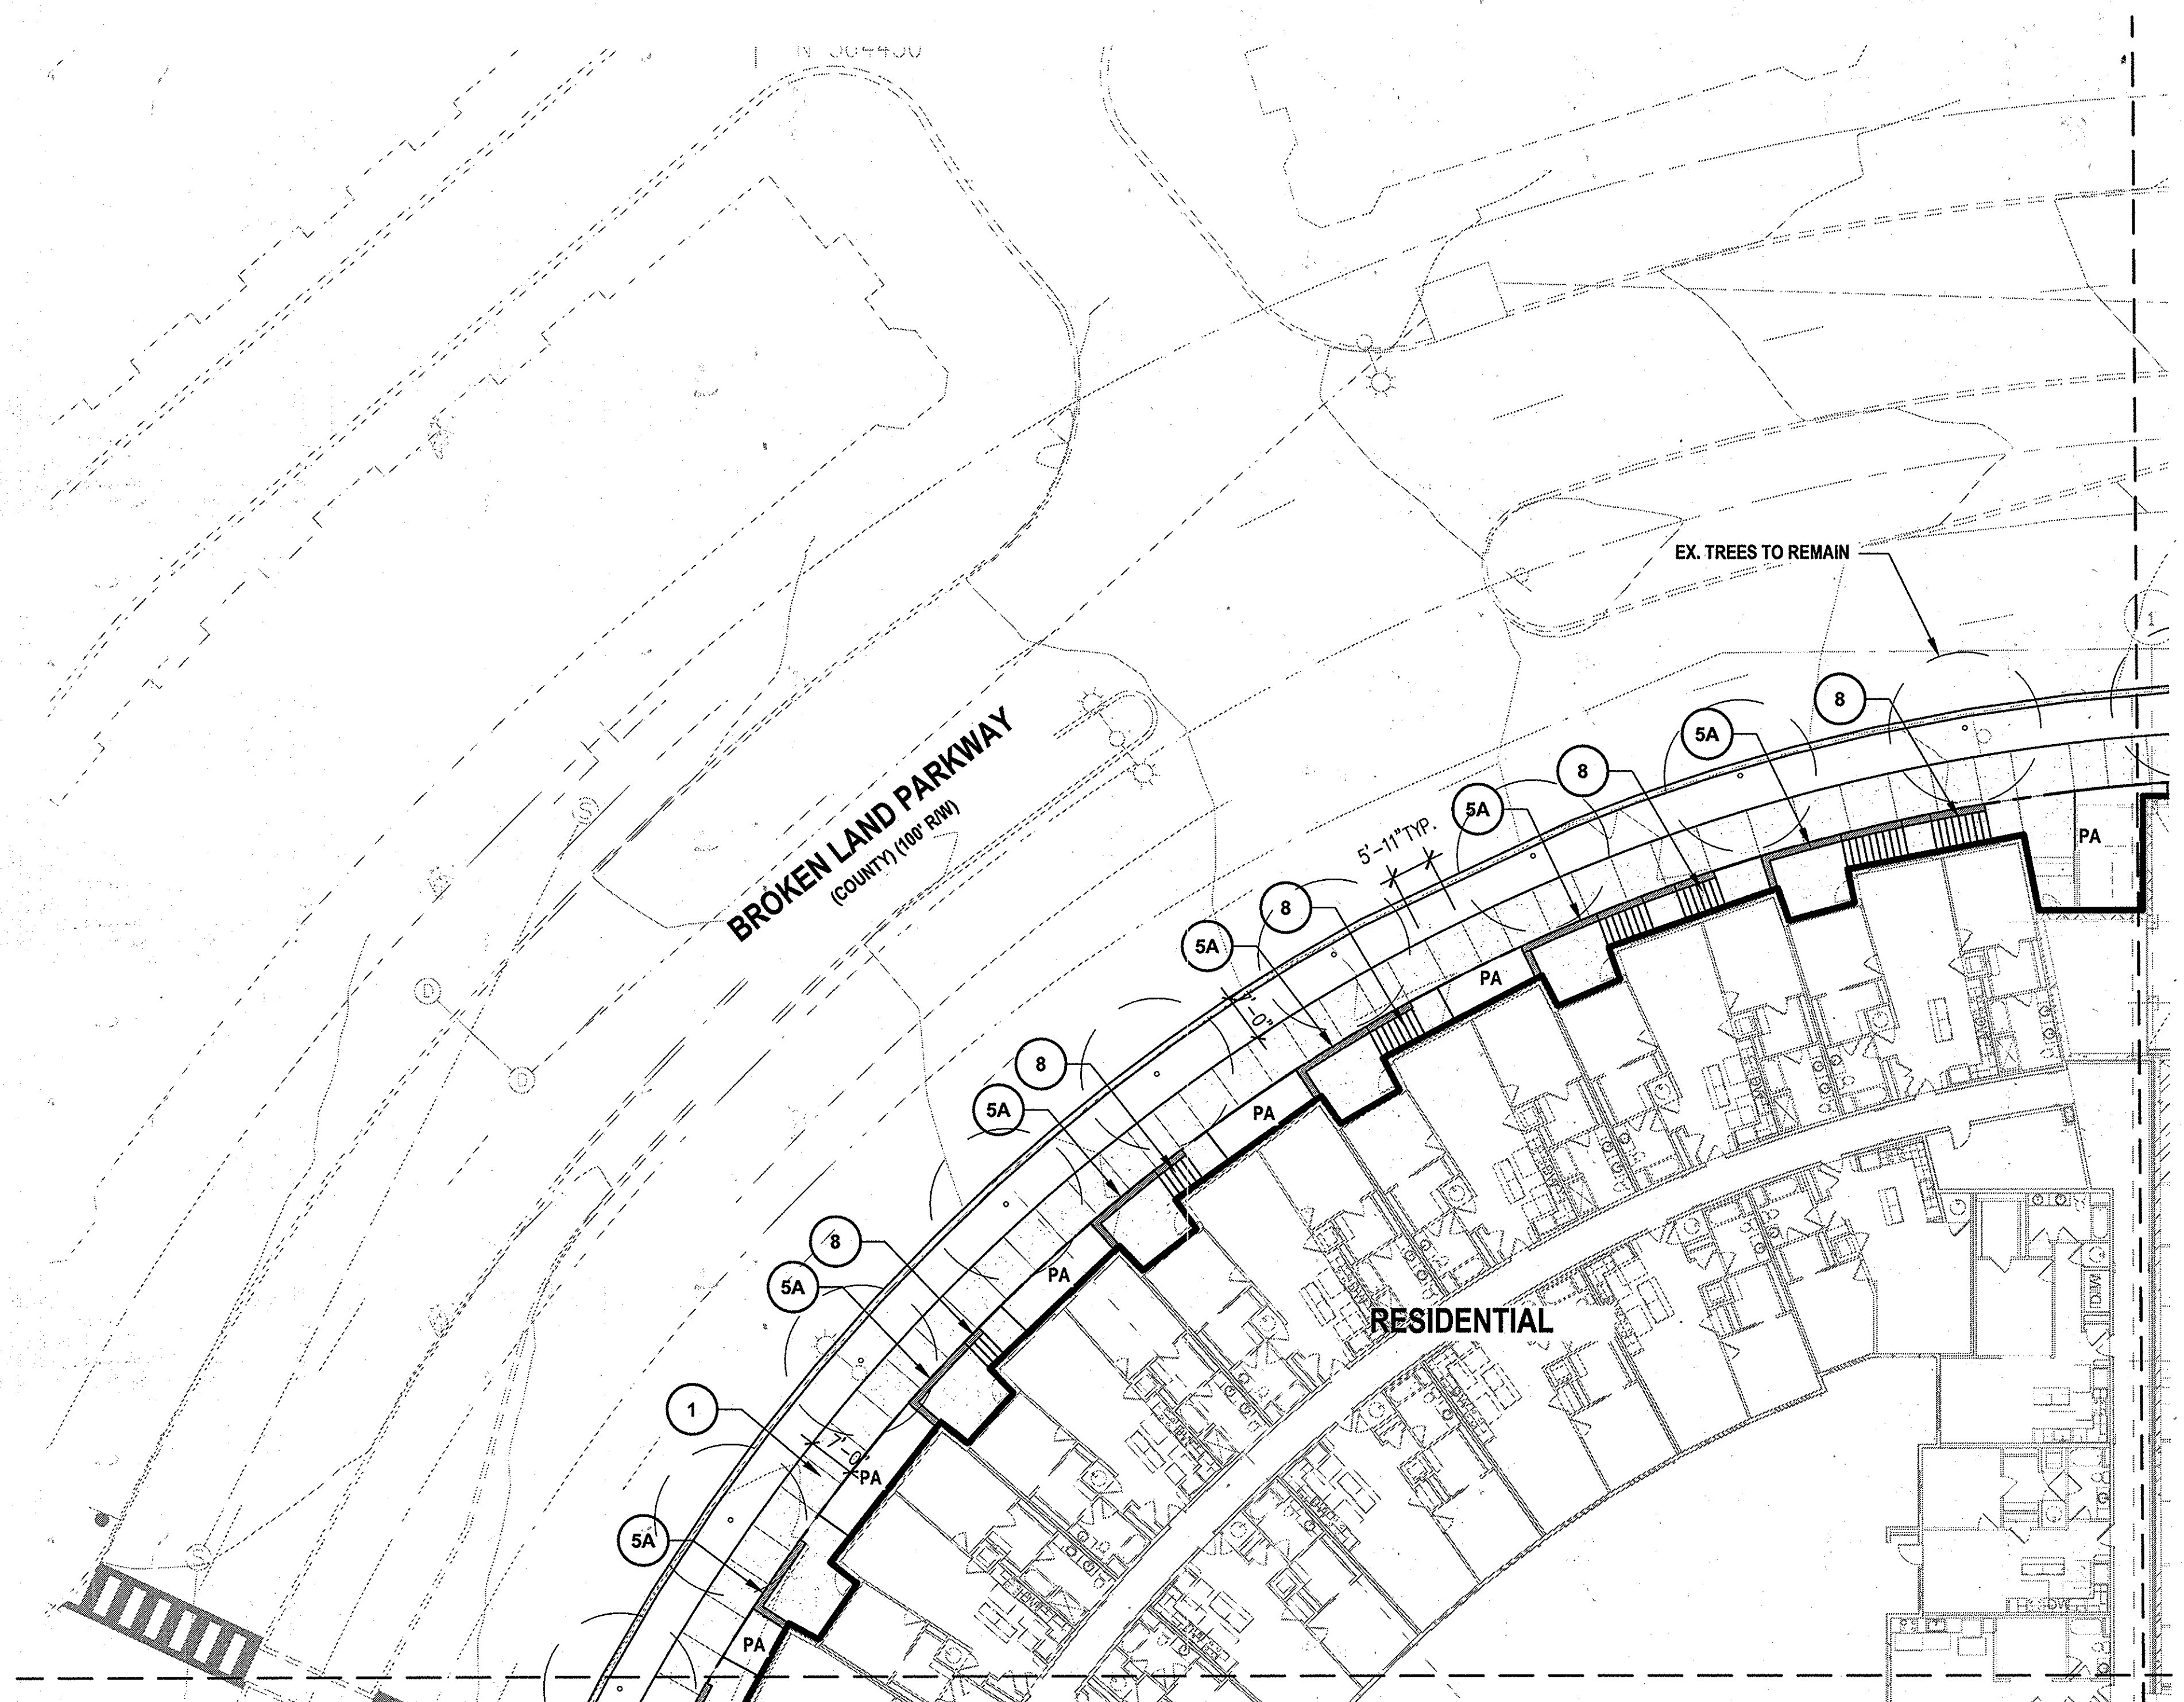 EX. TREES TO REMAIN
1
8
5A
BROKEN LAND PARKWAY
(COUNTY) (100' R/W)
8
5A
5'-11" TYP.
PA
8
5A
PA
8
5A
PA
S
D
D
8
5A
PA
RESIDENTIAL
1
7'-0"
PA
5A
PA